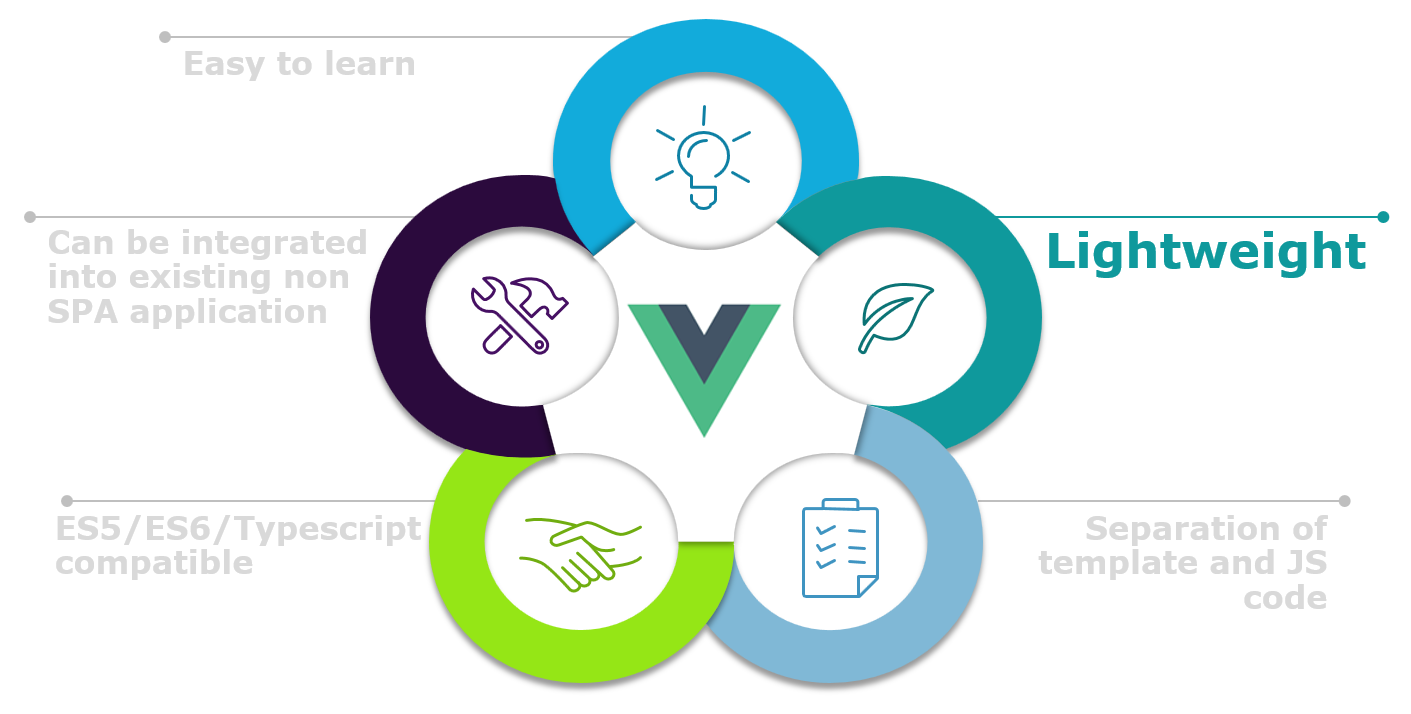 Easy to learn
Can be integrated
into existing non
SPA application
Lightweight
ES5/ES6/Typescript
compatible
Separation of
template and JS
code